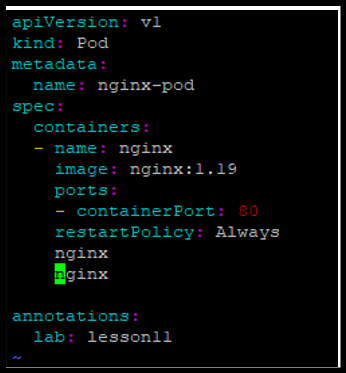 apiVersion: v1
kind: Pod
metadata:
  name: nginx-pod
spec:
  containers:
  - name: nginx
    image: nginx:1.19
    ports:
    - containerPort: 80
    restartPolicy: Always
    nginx
    nginx

annotations:
  lab: lesson11
~